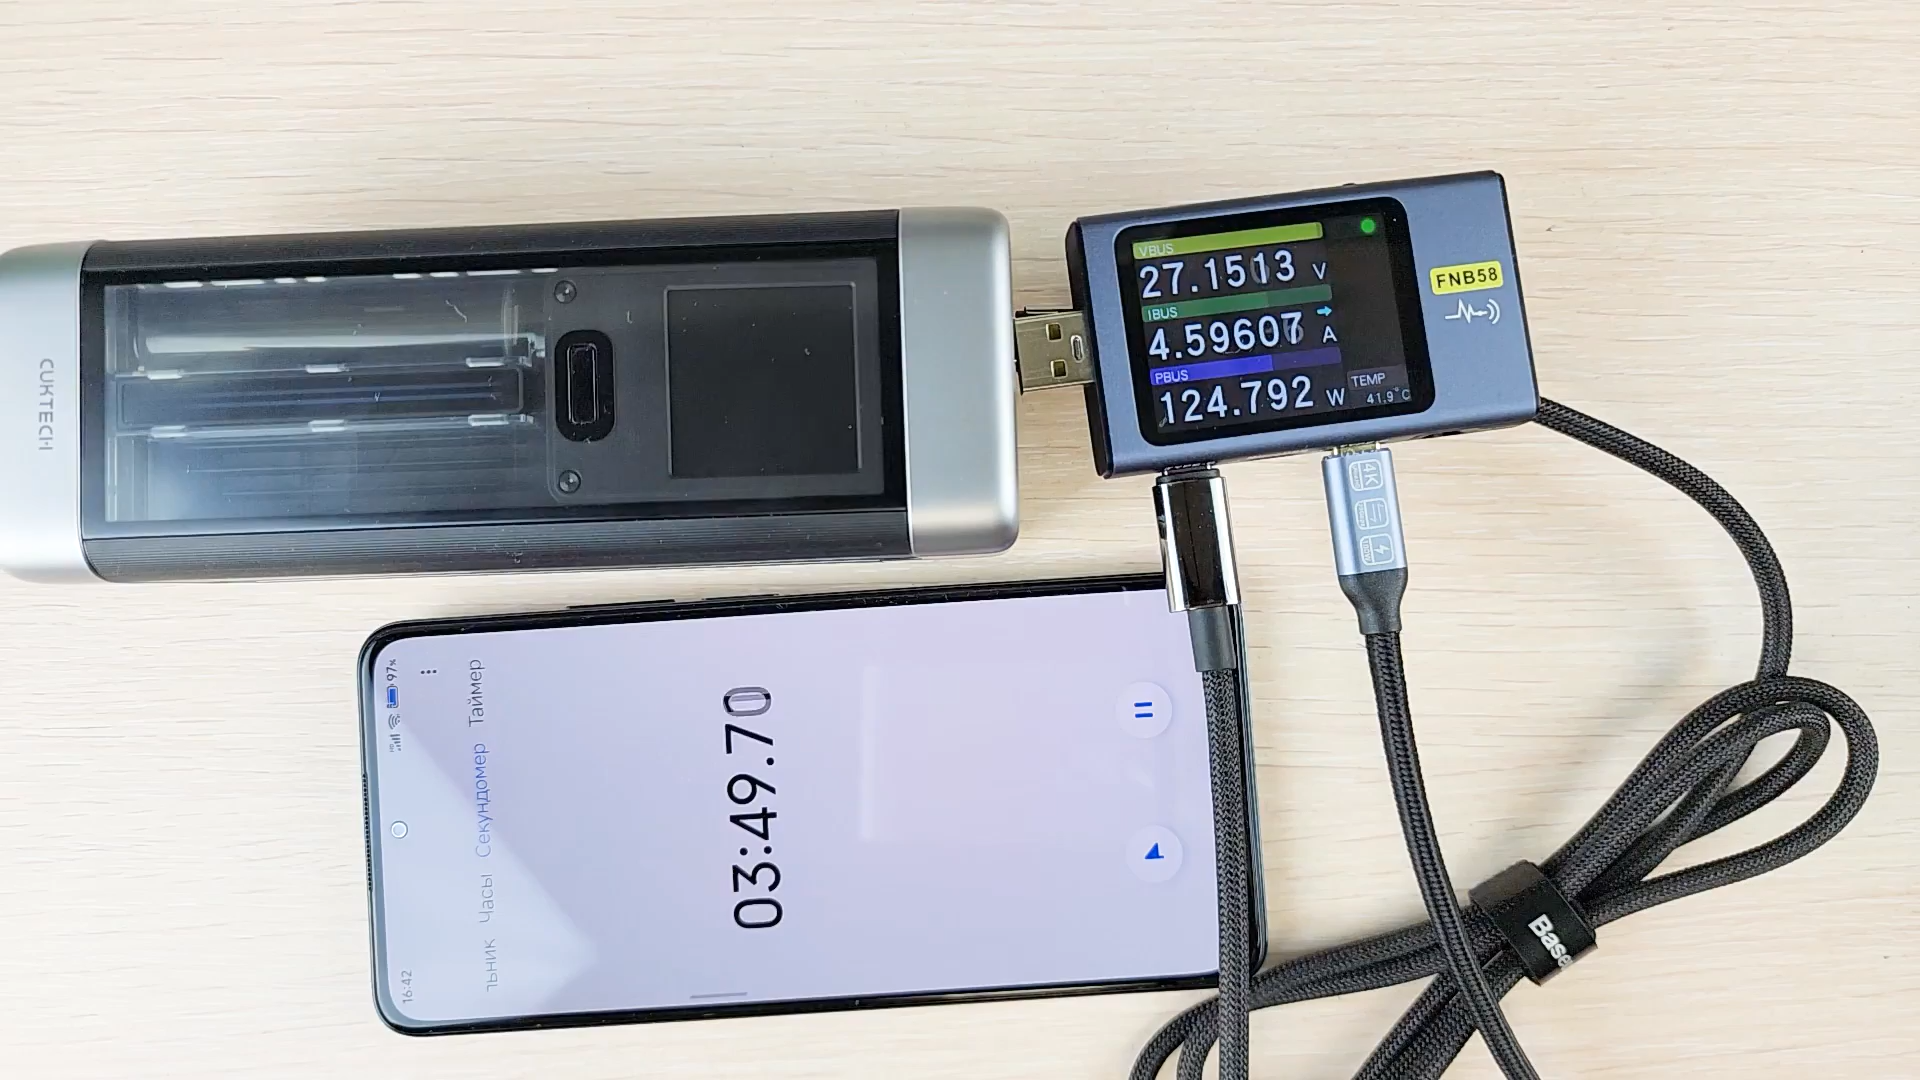 CUKTECH
VBUS
27.1513 V
IBUS
4.59607 A
PBUS
124.792 W
TEMP
41.9°C
FNB58
4K
97%
16:42
льник Часы Секундомер Таймер
03:49.70
Base